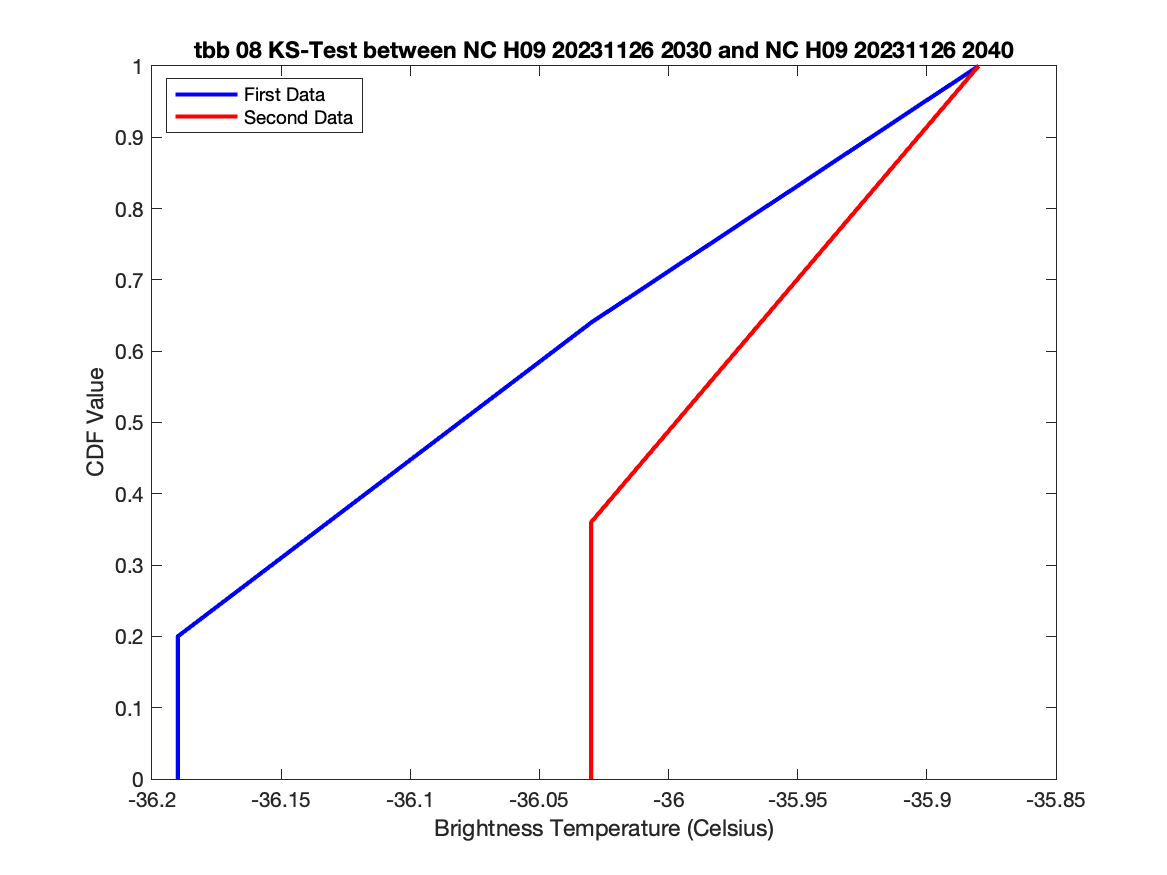 tbb 08 KS-Test between NC H09 20231126 2030 and NC H09 20231126 2040
First Data
Second Data
1
0.9
0.8
0.7
0.6
0.5
0.4
0.3
0.2
0.1
0
CDF Value
-36.2 -36.15 -36.1 -36.05 -36 -35.95 -35.9 -35.85
Brightness Temperature (Celsius)